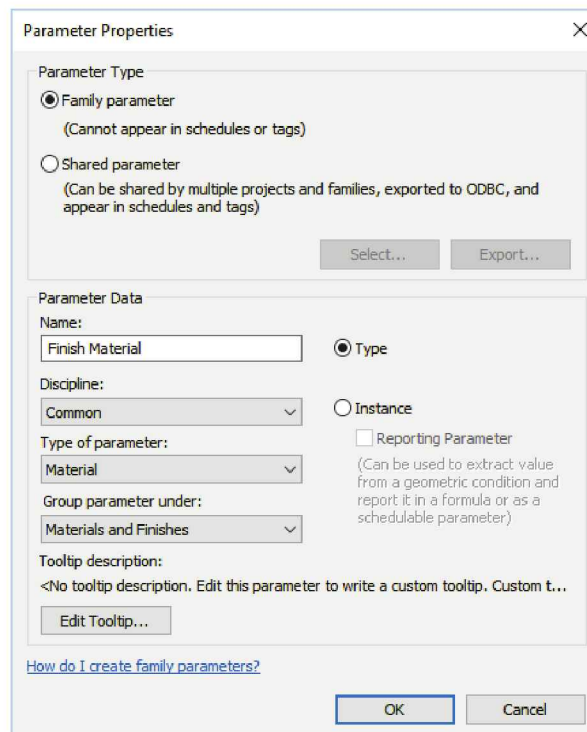 Parameter Properties
Parameter Type
Family parameter
(Cannot appear in schedules or tags)
Shared parameter
(Can be shared by multiple projects and families, exported to ODBC, and
appear in schedules and tags)
Select...
Export...
Parameter Data
Name:
Finish Material
Type
Discipline:
Common
Instance
Reporting Parameter
Type of parameter:
Material
(Can be used to extract value
from a geometric condition and
report it in a formula or as a
schedulable parameter)
Group parameter under:
Materials and Finishes
Tooltip description:
<No tooltip description. Edit this parameter to write a custom tooltip. Custom t...
Edit Tooltip...
How do I create family parameters?
OK
Cancel